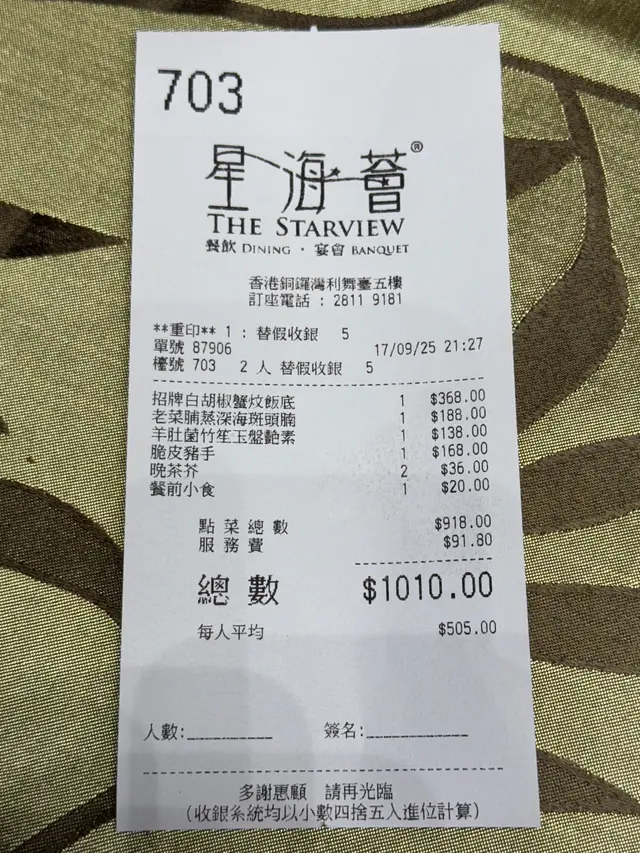 703
星海薈®
THE STARVIEW
餐飲 DINING · 宴會 BANQUET
香港銅鑼灣利舞臺五樓
訂座電話 : 2811 9181
**重印** 1 : 替假收銀 5
單號 87906 17/09/25 21:27
檯號 703 2 人 替假收銀 5
招牌白胡椒蟹炆飯底 1 $368.00
老菜脯蒸深海斑頭腩 1 $188.00
羊肚菌竹笙玉盤艷素 1 $138.00
脆皮豬手 1 $168.00
晚茶芥 2 $36.00
餐前小食 1 $20.00
點菜總數 $918.00
服務費 $91.80
總數 $1010.00
每人平均 $505.00
人數:__________ 簽名:____________
多謝惠顧 請再光臨
(收銀系統均以小數四捨五入進位計算)